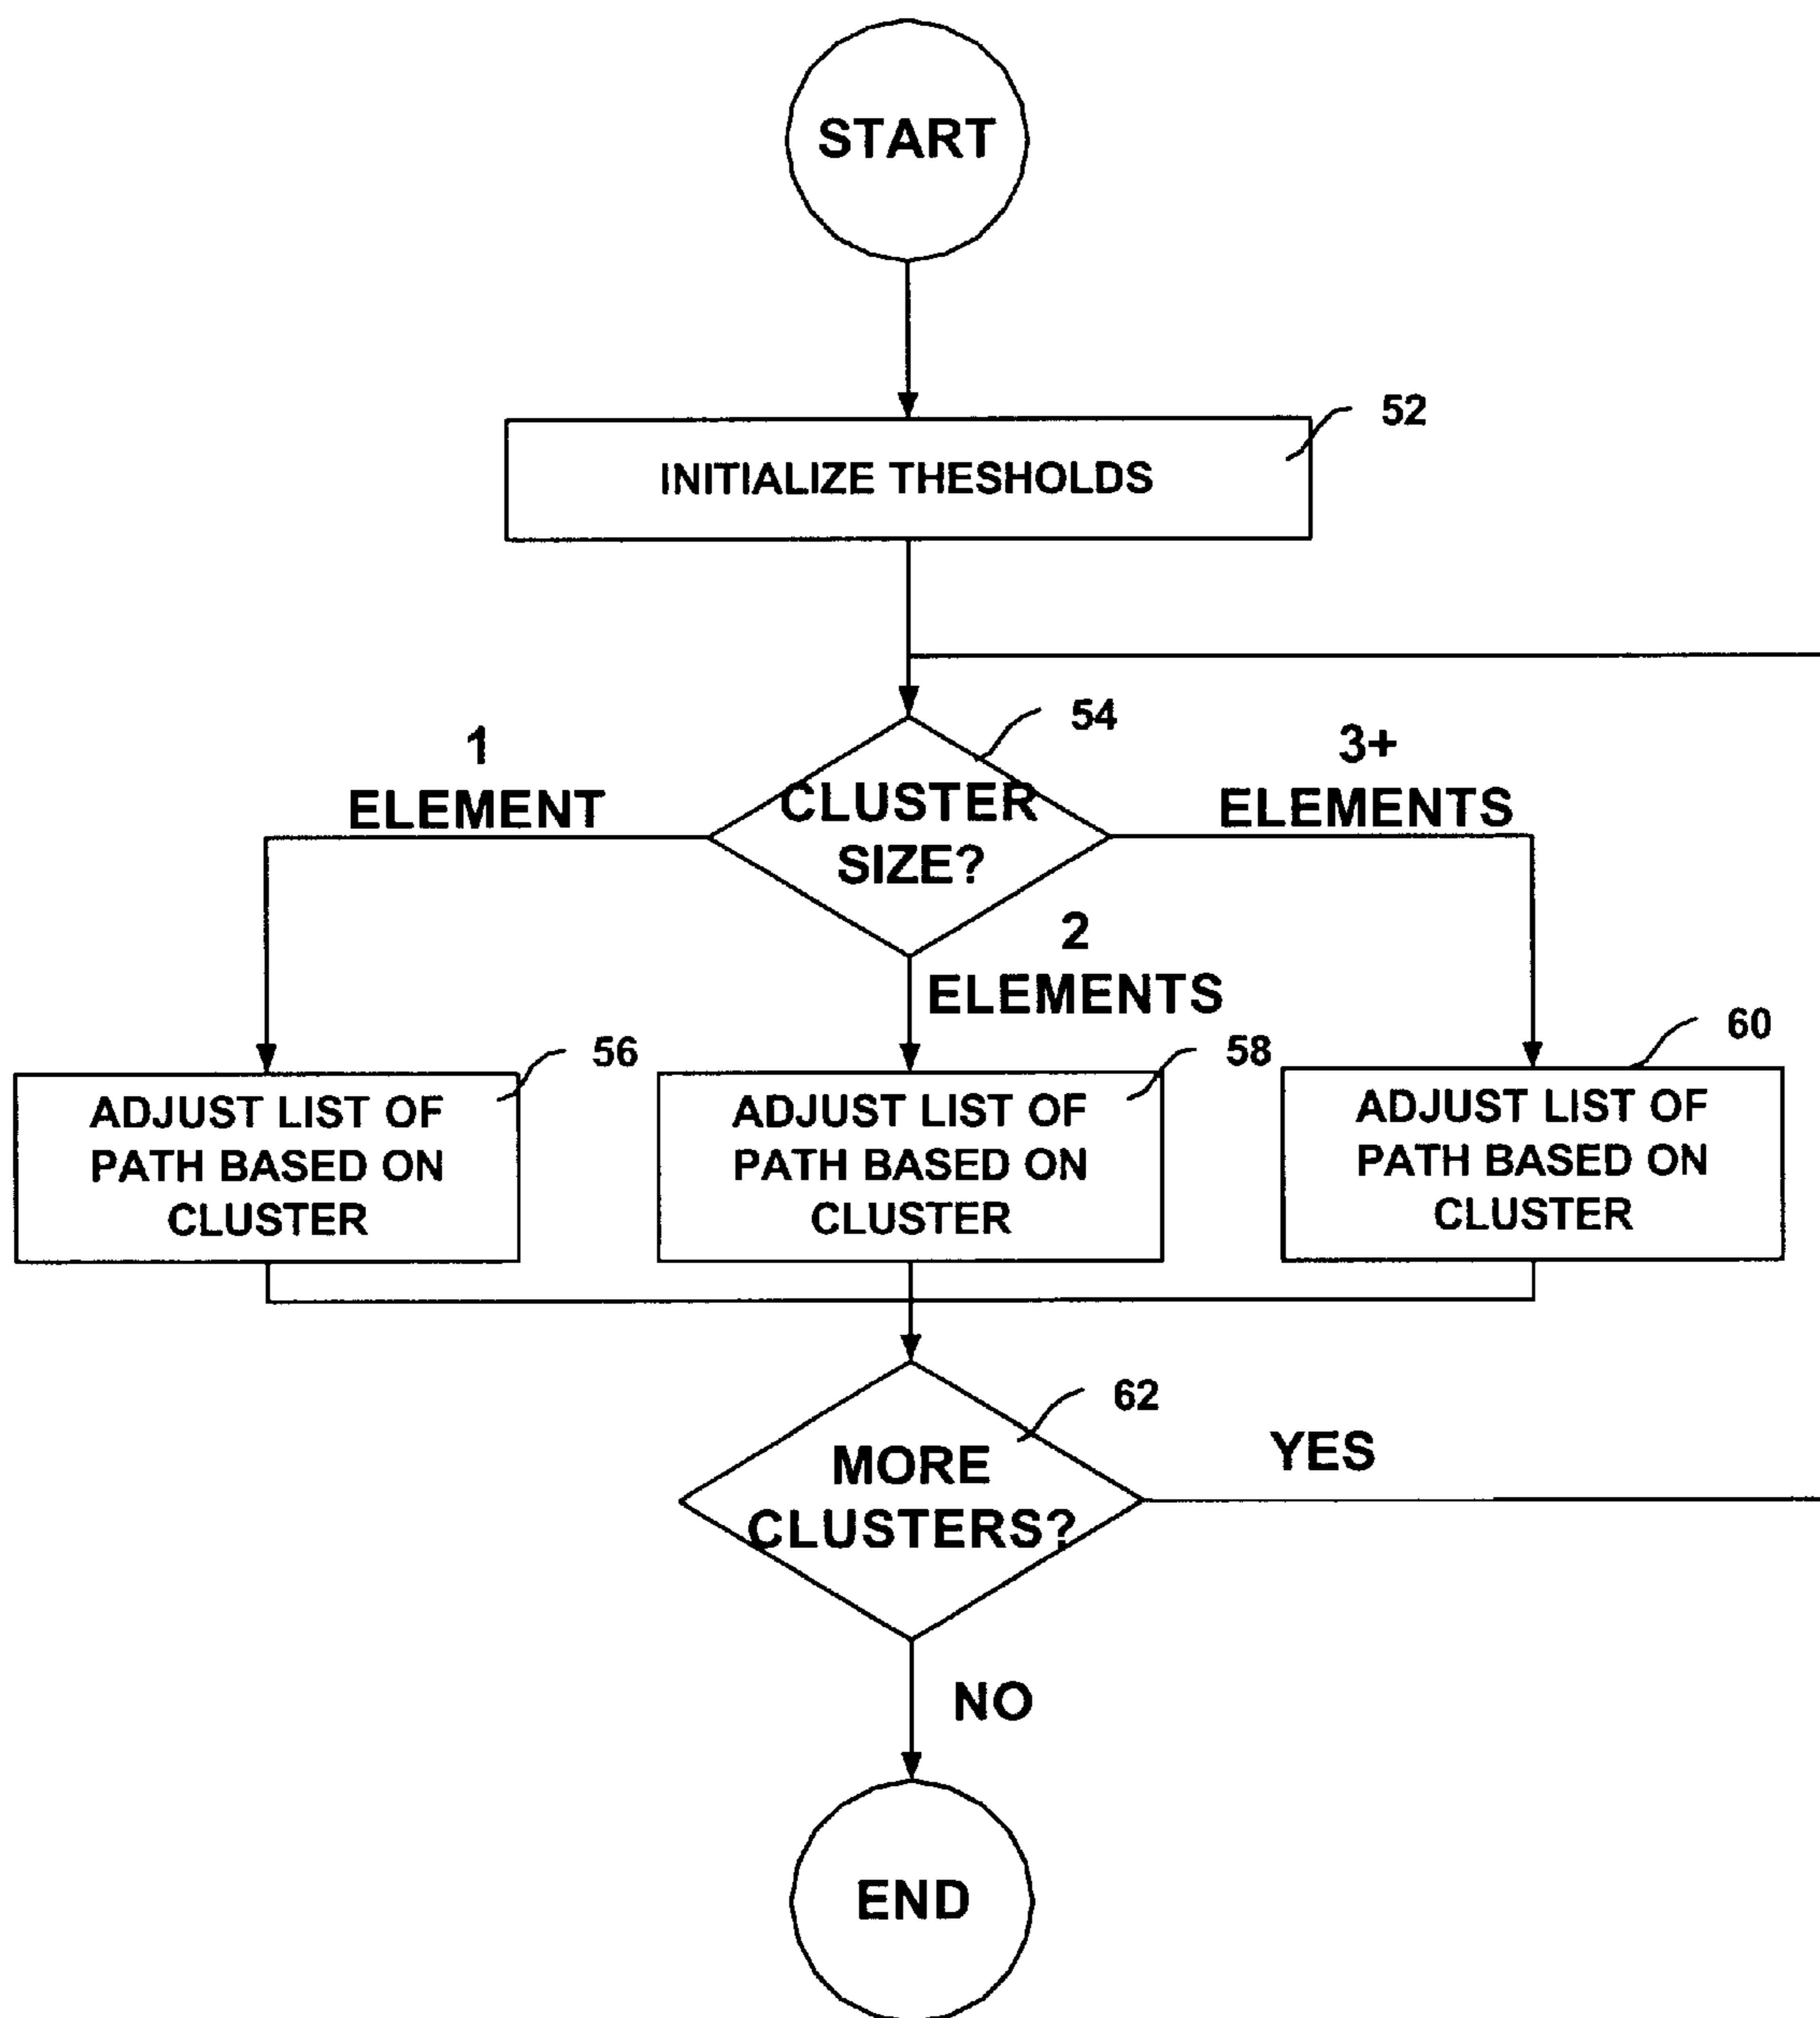 START
52
INITIALIZE THESHOLDS
54
1
ELEMENT
CLUSTER
SIZE?
3+
ELEMENTS
2
ELEMENTS
56
58
60
ADJUST LIST OF
PATH BASED ON
CLUSTER
ADJUST LIST OF
PATH BASED ON
CLUSTER
ADJUST LIST OF
PATH BASED ON
CLUSTER
62
MORE
CLUSTERS?
YES
NO
END